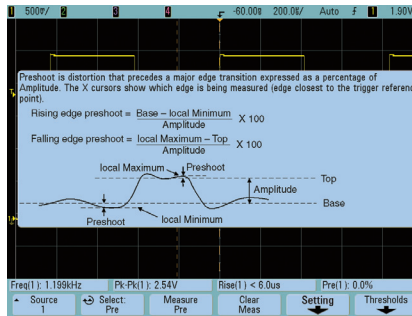 1 500▽/ 2 3 4 -60.00▽ 200.0▽/ Auto 1 1.90V
Preshoot is distortion that precedes a major edge transition expressed as a percentage of
Amplitude. The X cursors show which edge is being measured (edge closest to the trigger referenc
point).
Rising edge preshoot = Base – local Minimum / Amplitude X 100
Falling edge preshoot = local Maximum – Top / Amplitude X 100
local Maximum Preshoot
Top
Amplitude
Base
Preshoot local Minimum
Freq(1): 1.199kHz Pk-Pk(1): 2.54V Rise(1) < 6.0us Pre(1): 0.0%
Source Select: Measure Clear Setting Thresholds
1 Pre Pre Meas